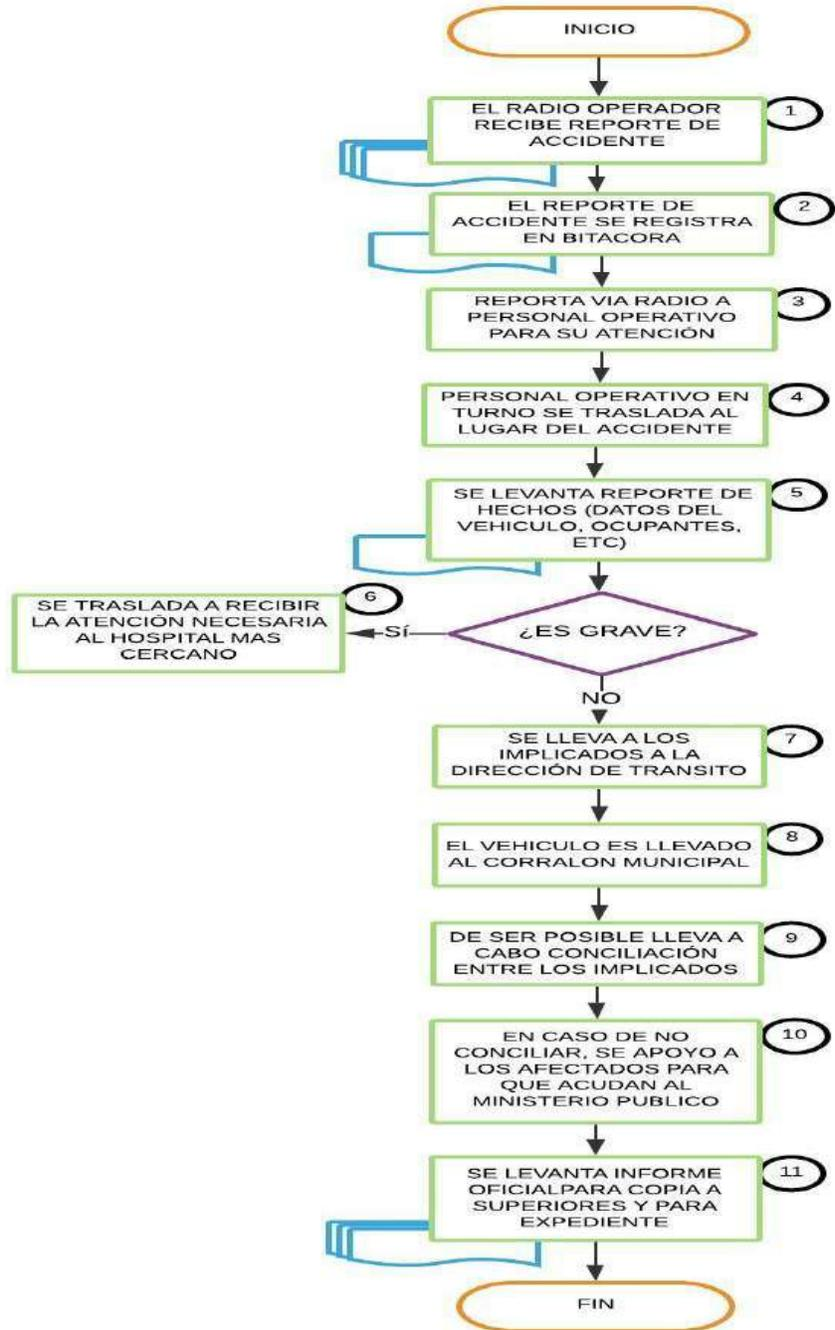 INICIO
1
EL RADIO OPERADOR
RECIBE REPORTE DE
ACCIDENTE
2
EL REPORTE DE
ACCIDENTE SE REGISTRA
EN BITACORA
3
REPORTA VIA RADIO A
PERSONAL OPERATIVO
PARA SU ATENCIÓN
4
PERSONAL OPERATIVO EN
TURNO SE TRASLADA AL
LUGAR DEL ACCIDENTE
5
SE LEVANTA REPORTE DE
HECHOS (DATOS DEL
VEHICULO, OCUPANTES,
ETC)
6
SE TRASLADA A RECIBIR
LA ATENCIÓN NECESARIA
AL HOSPITAL MAS
CERCANO
Sí
¿ES GRAVE?
NO
7
SE LLEVA A LOS
IMPLICADOS A LA
DIRECCIÓN DE TRANSITO
8
EL VEHICULO ES LLEVADO
AL CORRALON MUNICIPAL
9
DE SER POSIBLE LLEVA A
CABO CONCILIACIÓN
ENTRE LOS IMPLICADOS
10
EN CASO DE NO
CONCILIAR, SE APOYO A
LOS AFECTADOS PARA
QUE ACUDAN AL
MINISTERIO PUBLICO
11
SE LEVANTA INFORME
OFICIALPARA COPIA A
SUPERIORES Y PARA
EXPEDIENTE
FIN